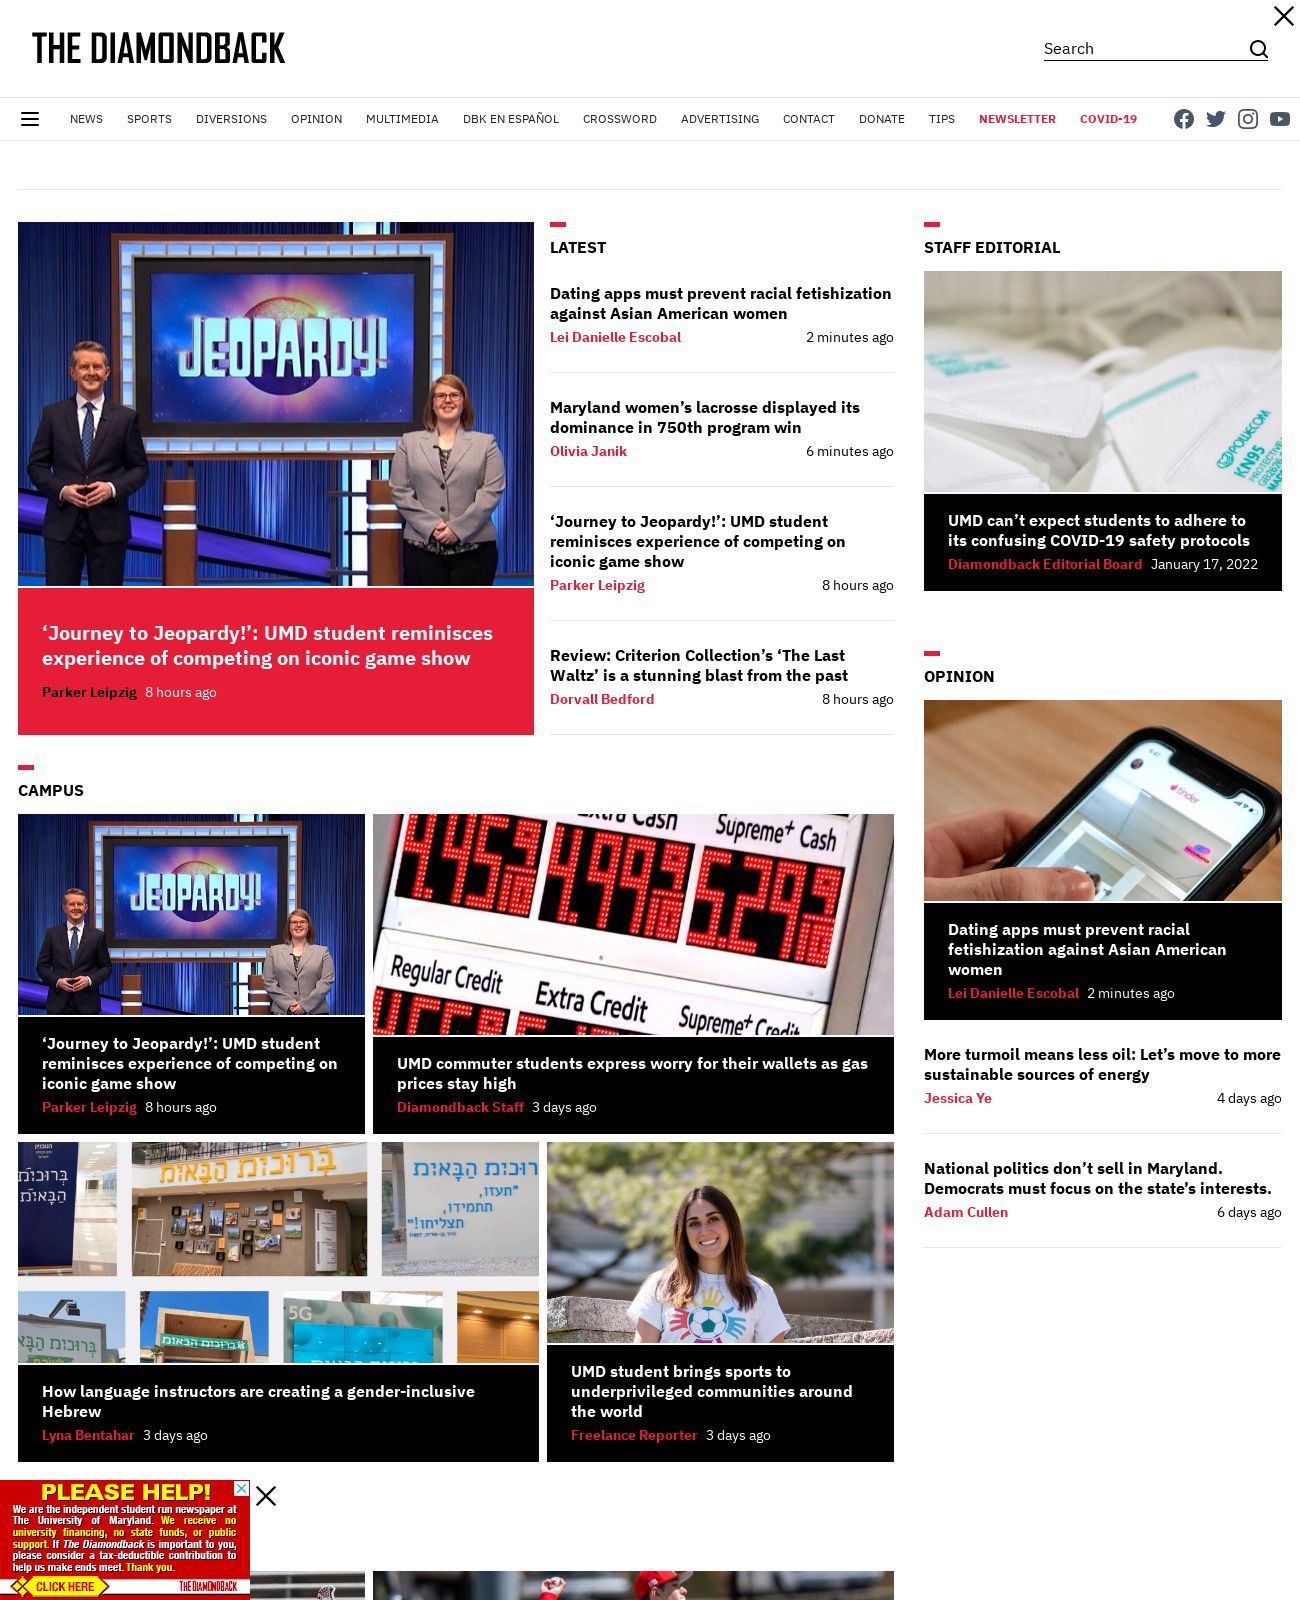 THE DIAMONDBACK
Search
NEWS SPORTS DIVERSIONS OPINION MULTIMEDIA DBK EN ESPAÑOL CROSSWORD ADVERTISING CONTACT DONATE TIPS NEWSLETTER COVID-19
JEOPARDY!
‘Journey to Jeopardy!’: UMD student reminisces
experience of competing on iconic game show
Parker Leipzig 8 hours ago
LATEST
Dating apps must prevent racial fetishization
against Asian American women
Lei Danielle Escobal 2 minutes ago
Maryland women’s lacrosse displayed its
dominance in 750th program win
Olivia Janik 6 minutes ago
‘Journey to Jeopardy!’: UMD student
reminisces experience of competing on
iconic game show
Parker Leipzig 8 hours ago
Review: Criterion Collection’s ‘The Last
Waltz’ is a stunning blast from the past
Dorvall Bedford 8 hours ago
STAFF EDITORIAL
POWECOM
KN95
UMD can’t expect students to adhere to
its confusing COVID-19 safety protocols
Diamondback Editorial Board January 17, 2022
OPINION
tinder
Dating apps must prevent racial
fetishization against Asian American
women
Lei Danielle Escobal 2 minutes ago
More turmoil means less oil: Let’s move to more
sustainable sources of energy
Jessica Ye 4 days ago
National politics don’t sell in Maryland.
Democrats must focus on the state’s interests.
Adam Cullen 6 days ago
CAMPUS
JEOPARDY!
‘Journey to Jeopardy!’: UMD student
reminisces experience of competing on
iconic game show
Parker Leipzig 8 hours ago
Extra Cash Supreme+ Cash
4.45 4.99 5.29
Regular Credit Extra Credit Supreme+ Credit
UMD commuter students express worry for their wallets as gas
prices stay high
Diamondback Staff 3 days ago
ברוכות הבאות
"תעזו,
תתמידו,
תצליחו!"
5G
How language instructors are creating a gender-inclusive
Hebrew
Lyna Bentahar 3 days ago
UMD student brings sports to
underprivileged communities around
the world
Freelance Reporter 3 days ago
PLEASE HELP!
We are the independent student run newspaper at
The University of Maryland. We receive no
university financing, no state funds, or public
support. If The Diamondback is important to you,
please consider a tax-deductible contribution to
help us make ends meet. Thank you.
CLICK HERE THE DIAMONDBACK